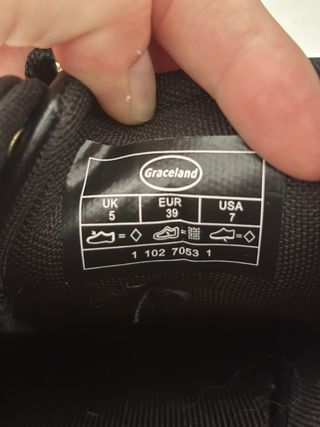 Graceland
UK EUR USA
5 39 7
= = =
1 102 7053 1